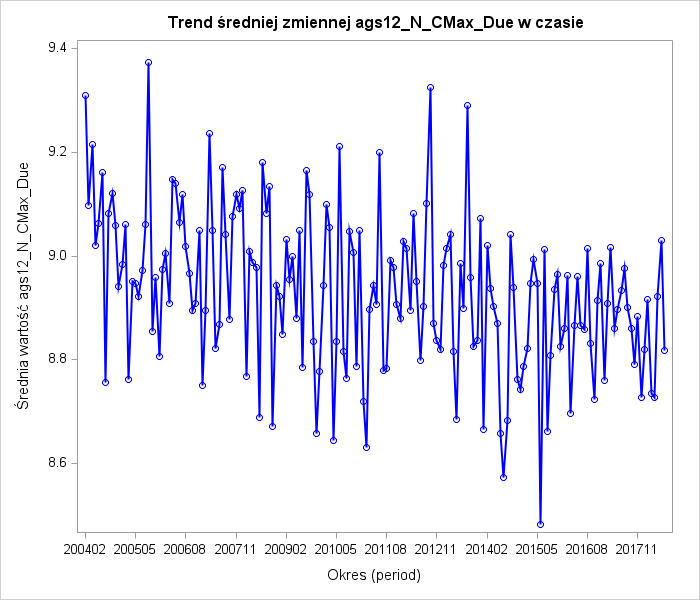 Trend średniej zmiennej ags12_N_CMax_Due w czasie
Średnia wartość ags12_N_CMax_Due
9.4
9.2
9.0
8.8
8.6
200402 200505 200608 200711 200902 201005 201108 201211 201402 201505 201608 201711
Okres (period)